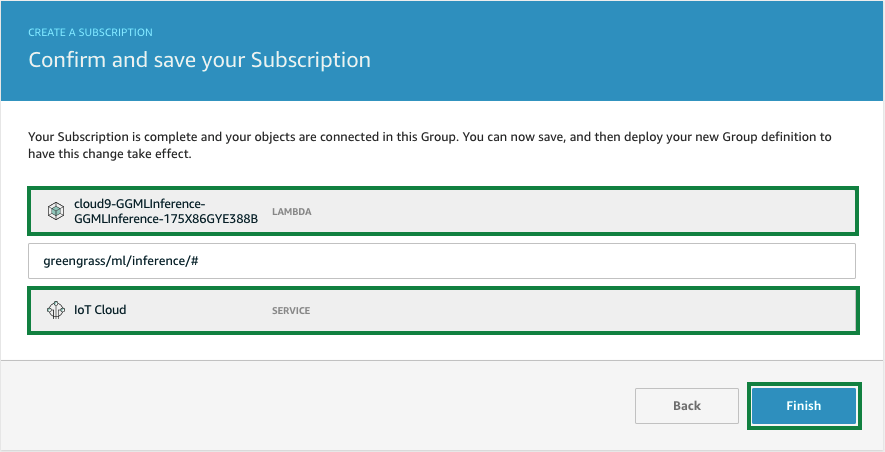 CREATE A SUBSCRIPTION
Confirm and save your Subscription
Your Subscription is complete and your objects are connected in this Group. You can now save, and then deploy your new Group definition to
have this change take effect.
cloud9-GGMLInference-
GGMLInference-175X86GYE388B
LAMBDA
greengrass/ml/inference/#
IoT Cloud
SERVICE
Back
Finish